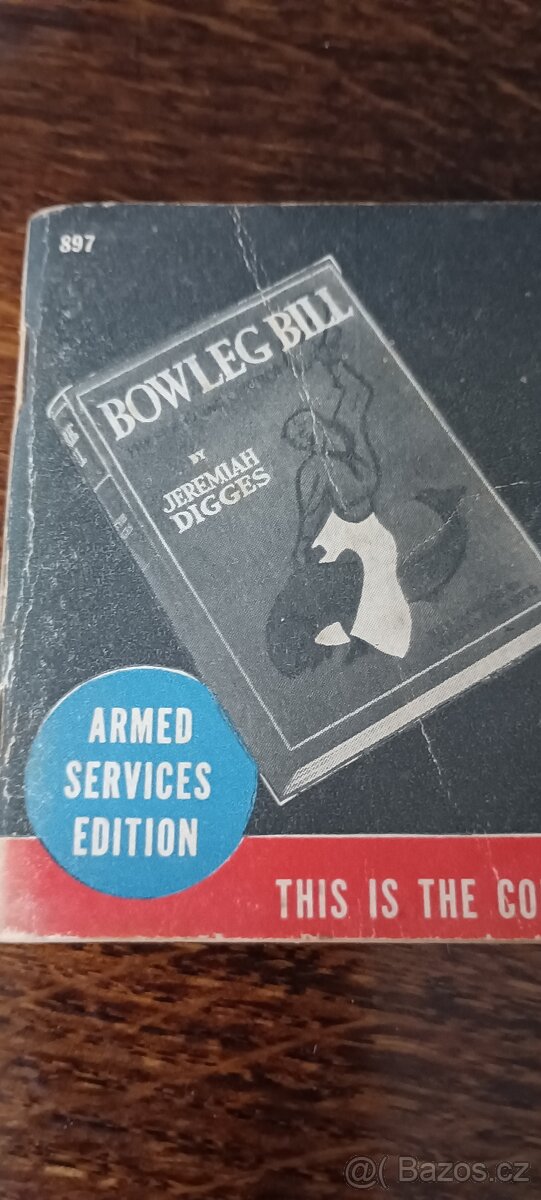 897
BOWLEG BILL
BY
JEREMIAH
DIGGES
ARMED
SERVICES
EDITION
THIS IS THE CO
@( Bazos.cz